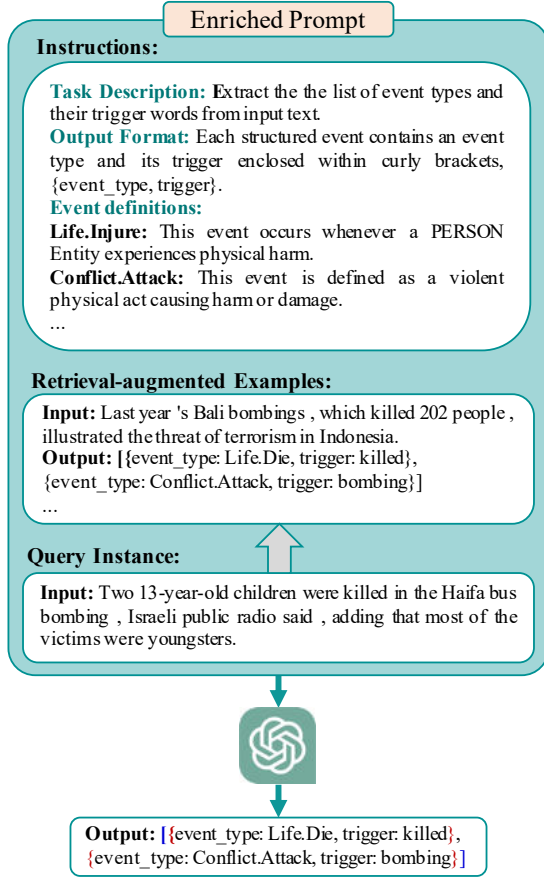 Enriched Prompt
Instructions:
Task Description: Extract the the list of event types and
their trigger words from input text.
Output Format: Each structured event contains an event
type and its trigger enclosed within curly brackets,
{event_type, trigger}.
Event definitions:
Life.Injure: This event occurs whenever a PERSON
Entity experiences physical harm.
Conflict.Attack: This event is defined as a violent
physical act causing harm or damage.
...
Retrieval-augmented Examples:
Input: Last year 's Bali bombings , which killed 202 people ,
illustrated the threat of terrorism in Indonesia.
Output: [{event_type: Life.Die, trigger: killed},
{event_type: Conflict.Attack, trigger: bombing}]
...
Query Instance:
Input: Two 13-year-old children were killed in the Haifa bus
bombing , Israeli public radio said , adding that most of the
victims were youngsters.
Output: [{event_type: Life.Die, trigger: killed},
{event_type: Conflict.Attack, trigger: bombing}]